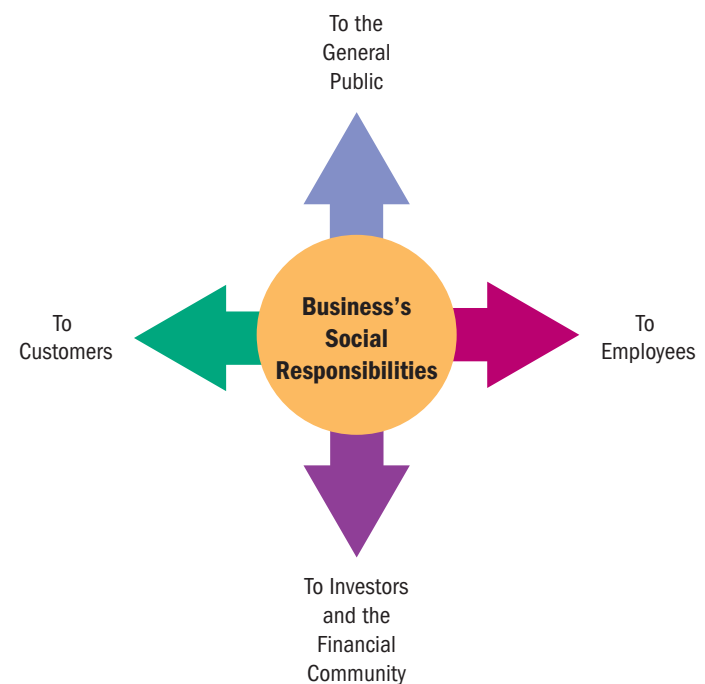 To the
General
Public
Business's
Social
Responsibilities
To
Customers
To
Employees
To Investors
and the
Financial
Community